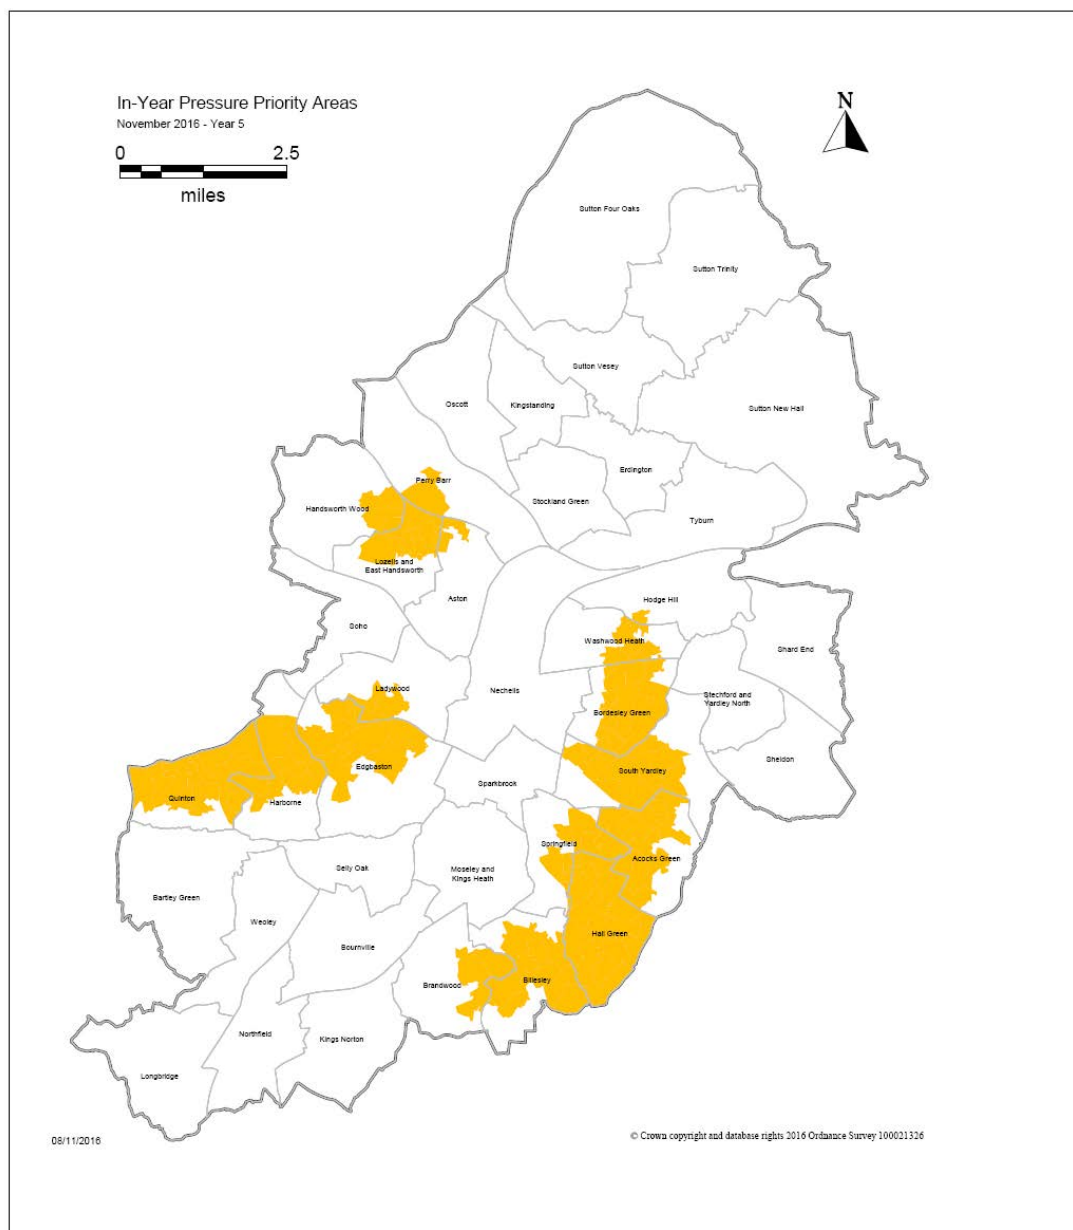 In-Year Pressure Priority Areas
November 2016 - Year 5
0 2.5
miles
N
Sutton Four Oaks
Sutton Trinity
Sutton Vesey
Sutton New Hall
Oscott
Kingstanding
Erdington
Perry Barr
Stockland Green
Handsworth Wood
Tyburn
Lozells and
East Handsworth
Aston
Hodge Hill
Soho
Washwood Heath
Shard End
Ladywood
Nechells
Stechford and
Yardley North
Bordesley Green
Edgbaston
South Yardley
Sheldon
Sparkbrook
Quinton
Harborne
Springfield
Acocks Green
Selly Oak
Moseley and
Kings Heath
Bartley Green
Weoley
Hall Green
Bournville
Brandwood
Billesley
Northfield
Kings Norton
Longbridge
08/11/2016
© Crown copyright and database rights 2016 Ordnance Survey 100021326